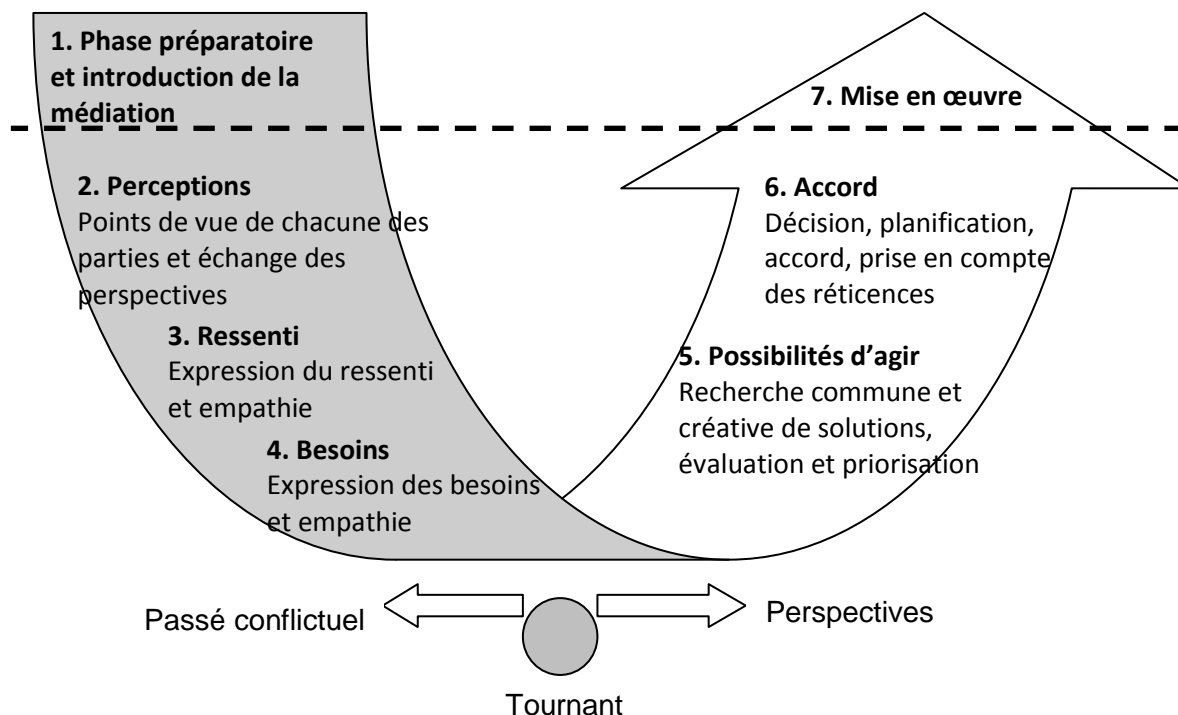 1. Phase préparatoire
et introduction de la
médiation
2. Perceptions
Points de vue de chacune des
parties et échange des
perspectives
3. Ressenti
Expression du ressenti
et empathie
4. Besoins
Expression des besoins
et empathie
7. Mise en œuvre
6. Accord
Décision, planification,
accord, prise en compte
des réticences
5. Possibilités d’agir
Recherche commune et
créative de solutions,
évaluation et priorisation
Passé conflictuel
Perspectives
Tournant